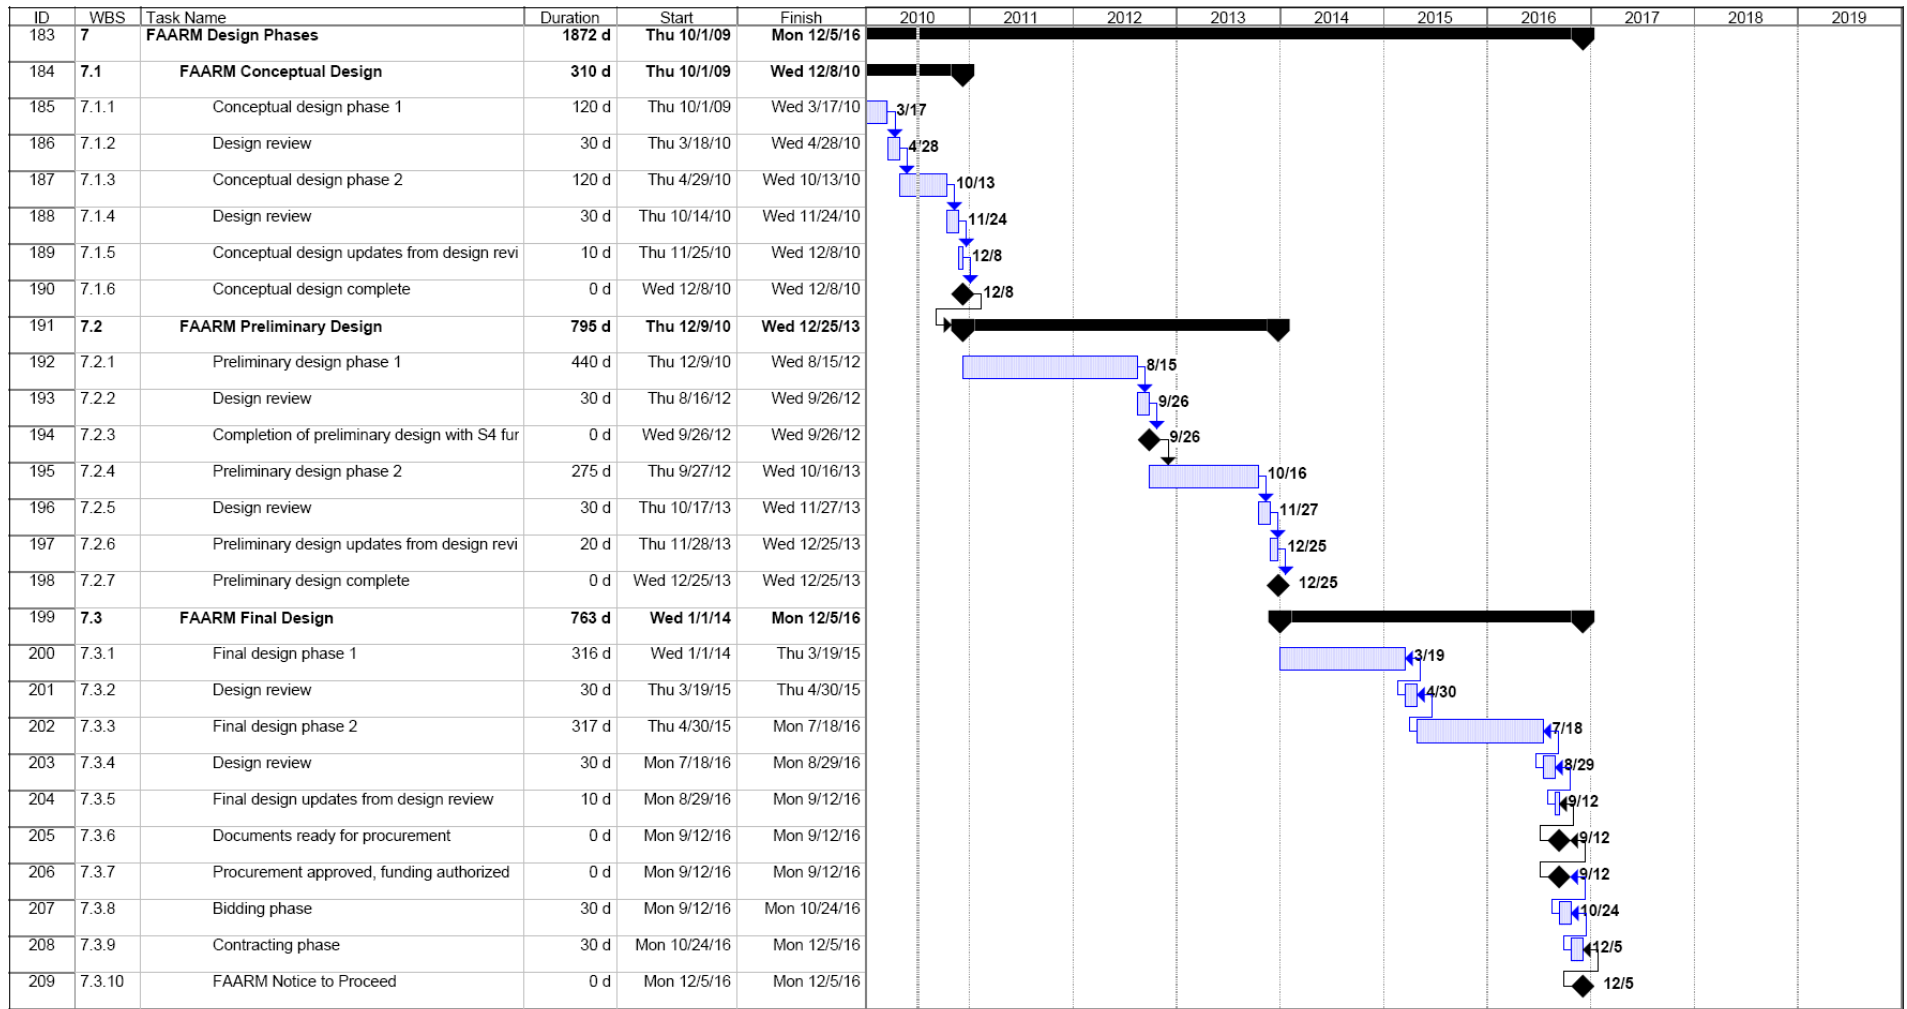 ID WBS Task Name Duration Start Finish 2010 2011 2012 2013 2014 2015 2016 2017 2018 2019
183 7 FAARM Design Phases 1872 d Thu 10/1/09 Mon 12/5/16
184 7.1 FAARM Conceptual Design 310 d Thu 10/1/09 Wed 12/8/10
185 7.1.1 Conceptual design phase 1 120 d Thu 10/1/09 Wed 3/17/10 3/17
186 7.1.2 Design review 30 d Thu 3/18/10 Wed 4/28/10 4/28
187 7.1.3 Conceptual design phase 2 120 d Thu 4/29/10 Wed 10/13/10 10/13
188 7.1.4 Design review 30 d Thu 10/14/10 Wed 11/24/10 11/24
189 7.1.5 Conceptual design updates from design revi 10 d Thu 11/25/10 Wed 12/8/10 12/8
190 7.1.6 Conceptual design complete 0 d Wed 12/8/10 Wed 12/8/10 12/8
191 7.2 FAARM Preliminary Design 795 d Thu 12/9/10 Wed 12/25/13
192 7.2.1 Preliminary design phase 1 440 d Thu 12/9/10 Wed 8/15/12 8/15
193 7.2.2 Design review 30 d Thu 8/16/12 Wed 9/26/12 9/26
194 7.2.3 Completion of preliminary design with S4 fur 0 d Wed 9/26/12 Wed 9/26/12 9/26
195 7.2.4 Preliminary design phase 2 275 d Thu 9/27/12 Wed 10/16/13 10/16
196 7.2.5 Design review 30 d Thu 10/17/13 Wed 11/27/13 11/27
197 7.2.6 Preliminary design updates from design revi 20 d Thu 11/28/13 Wed 12/25/13 12/25
198 7.2.7 Preliminary design complete 0 d Wed 12/25/13 Wed 12/25/13 12/25
199 7.3 FAARM Final Design 763 d Wed 1/1/14 Mon 12/5/16
200 7.3.1 Final design phase 1 316 d Wed 1/1/14 Thu 3/19/15 3/19
201 7.3.2 Design review 30 d Thu 3/19/15 Thu 4/30/15 4/30
202 7.3.3 Final design phase 2 317 d Thu 4/30/15 Mon 7/18/16 7/18
203 7.3.4 Design review 30 d Mon 7/18/16 Mon 8/29/16 8/29
204 7.3.5 Final design updates from design review 10 d Mon 8/29/16 Mon 9/12/16 9/12
205 7.3.6 Documents ready for procurement 0 d Mon 9/12/16 Mon 9/12/16 9/12
206 7.3.7 Procurement approved, funding authorized 0 d Mon 9/12/16 Mon 9/12/16 9/12
207 7.3.8 Bidding phase 30 d Mon 9/12/16 Mon 10/24/16 10/24
208 7.3.9 Contracting phase 30 d Mon 10/24/16 Mon 12/5/16 12/5
209 7.3.10 FAARM Notice to Proceed 0 d Mon 12/5/16 Mon 12/5/16 12/5